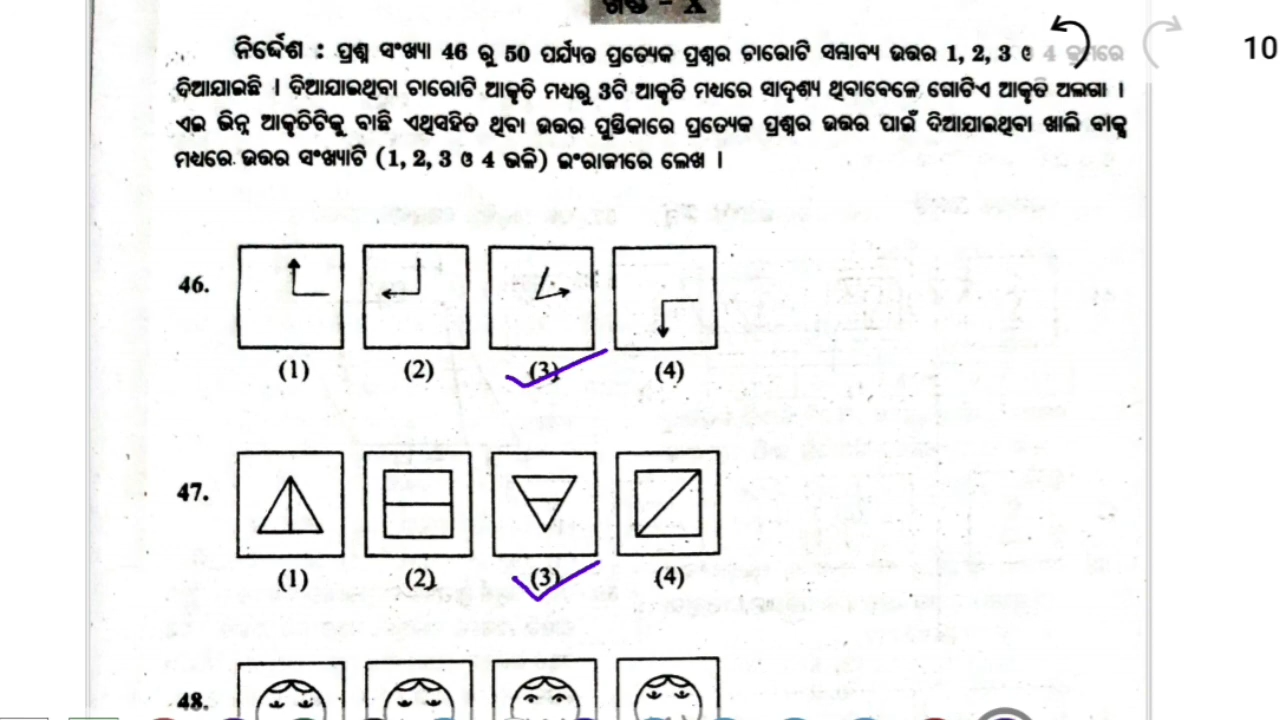 ଖଣ୍ଡ – X
10
ନିର୍ଦ୍ଦେଶ : ପ୍ରଶ୍ନ ସଂଖ୍ୟା 46 ରୁ 50 ପର୍ଯ୍ୟନ୍ତ ପ୍ରତ୍ୟେକ ପ୍ରଶ୍ନର ଚାରୋଟି ସମ୍ଭାବ୍ୟ ଉତ୍ତର 1, 2, 3 ଓ 4 କ୍ରମରେ
ଦିଆଯାଇଛି । ଦିଆଯାଇଥିବା ଚାରୋଟି ଆକୃତି ମଧ୍ୟରୁ 3ଟି ଆକୃତି ମଧ୍ୟରେ ସାଦୃଶ୍ୟ ଥିବାବେଳେ ଗୋଟିଏ ଆକୃତି ଅଲଗା ।
ଏଇ ଭିନ୍ନ ଆକୃତିଟିକୁ ବାଛି ଏଥିସହିତ ଥିବା ଉତ୍ତର ପୁସ୍ତିକାରେ ପ୍ରତ୍ୟେକ ପ୍ରଶ୍ନର ଉତ୍ତର ପାଇଁ ଦିଆଯାଇଥିବା ଖାଲି ବାକ୍ସ
ମଧ୍ୟରେ ଉତ୍ତର ସଂଖ୍ୟାଟି (1, 2, 3 ଓ 4 ଭଳି) ଇଂରାଜୀରେ ଲେଖ ।
46.
(1) (2) (3) (4)
47.
(1) (2) (3) (4)
48.